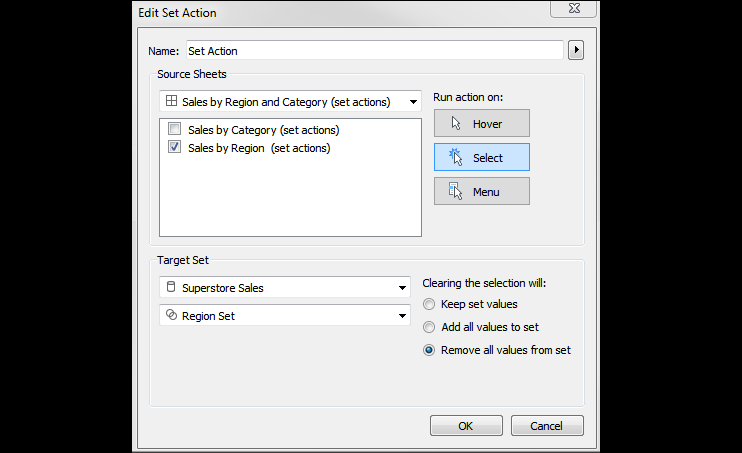 Edit Set Action
Name: Set Action
Source Sheets
Sales by Region and Category (set actions)
Sales by Category (set actions)
Sales by Region (set actions)
Run action on:
Hover
Select
Menu
Target Set
Superstore Sales
Region Set
Clearing the selection will:
Keep set values
Add all values to set
Remove all values from set
OK
Cancel